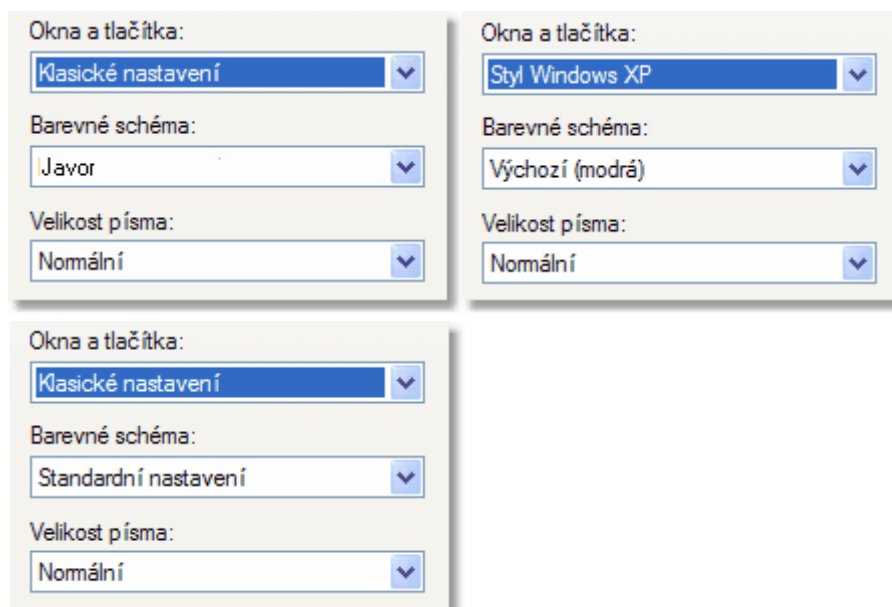 Okna a tlačítka:
Klasické nastavení
Barevné schéma:
Javor
Velikost písma:
Normální
Okna a tlačítka:
Styl Windows XP
Barevné schéma:
Výchozí (modrá)
Velikost písma:
Normální
Okna a tlačítka:
Klasické nastavení
Barevné schéma:
Standardní nastavení
Velikost písma:
Normální